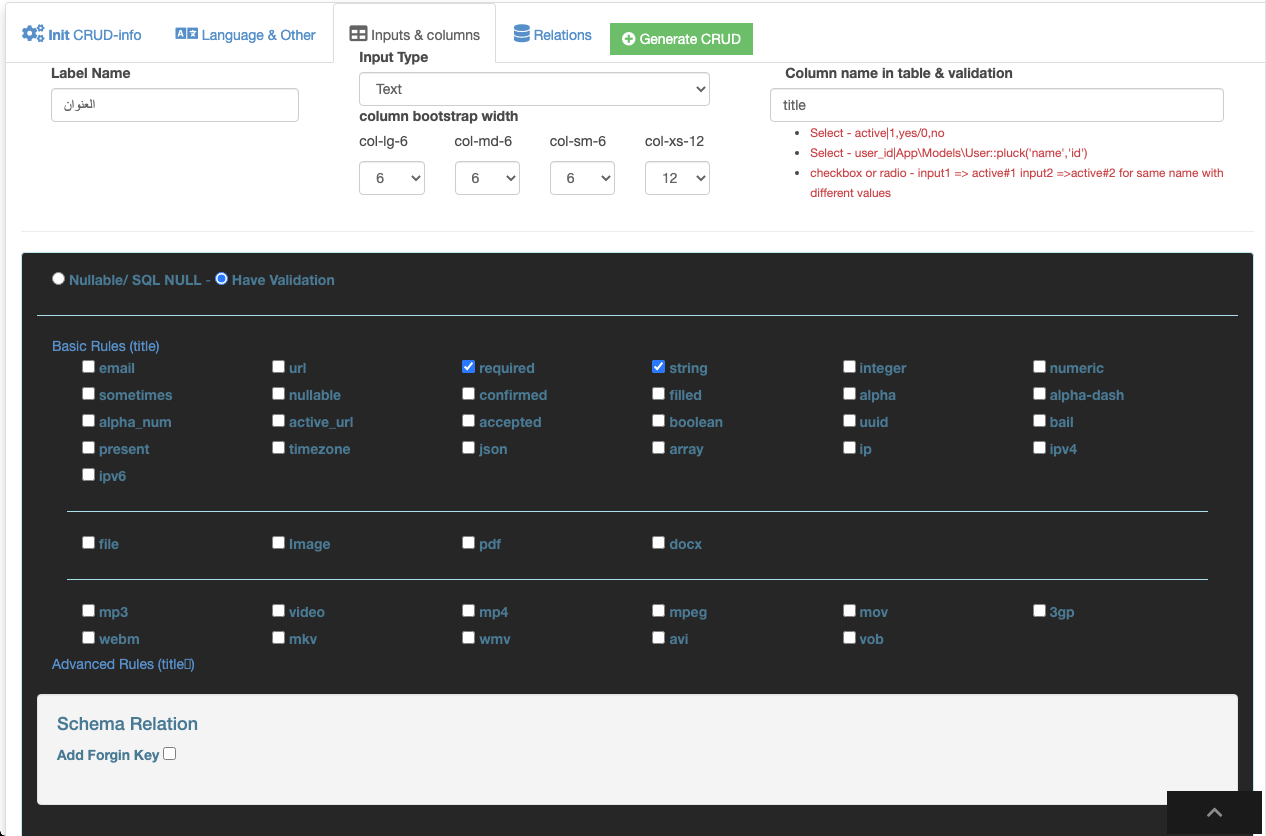 Init CRUD-info
Language & Other
Inputs & columns
Relations
Generate CRUD
Label Name
العنوان
Input Type
Text
column bootstrap width
col-lg-6 col-md-6 col-sm-6 col-xs-12
6 6 6 12
Column name in table & validation
title
Select - active|1,yes/0,no
Select - user_id|App\Models\User::pluck('name','id')
checkbox or radio - input1 => active#1 input2 =>active#2 for same name with
different values
Nullable/ SQL NULL - Have Validation
Basic Rules (title)
email url required string integer numeric
sometimes nullable confirmed filled alpha alpha-dash
alpha_num active_url accepted boolean uuid bail
present timezone json array ip ipv4
ipv6
file Image pdf docx
mp3 video mp4 mpeg mov 3gp
webm mkv wmv avi vob
Advanced Rules (title)
Schema Relation
Add Forgin Key